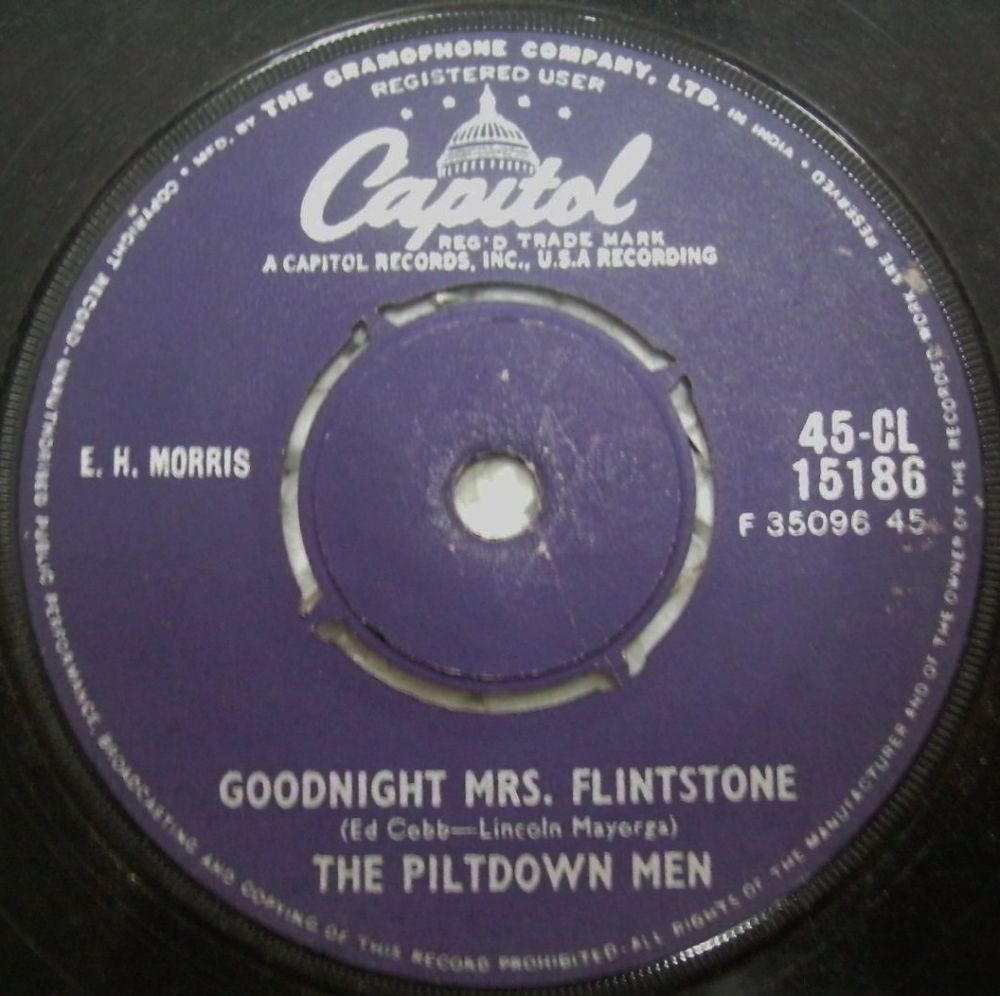 MFD. BY THE GRAMOPHONE COMPANY, LTD. IN INDIA • ALL RIGHTS OF THE MANUFACTURER AND OF THE OWNER OF THE RECORDED WORK ARE RESERVED
COPYRIGHT RECORD-UNAUTHORISED PUBLIC PERFORMANCE, BROADCASTING AND COPYING OF THIS RECORD PROHIBITED
REGISTERED USER
Capitol
REG'D TRADE MARK
A CAPITOL RECORDS, INC., U.S.A RECORDING
E. H. MORRIS
45-CL
15186
F 35096 45
GOODNIGHT MRS. FLINTSTONE
(Ed Cobb—Lincoln Mayorga)
THE PILTDOWN MEN